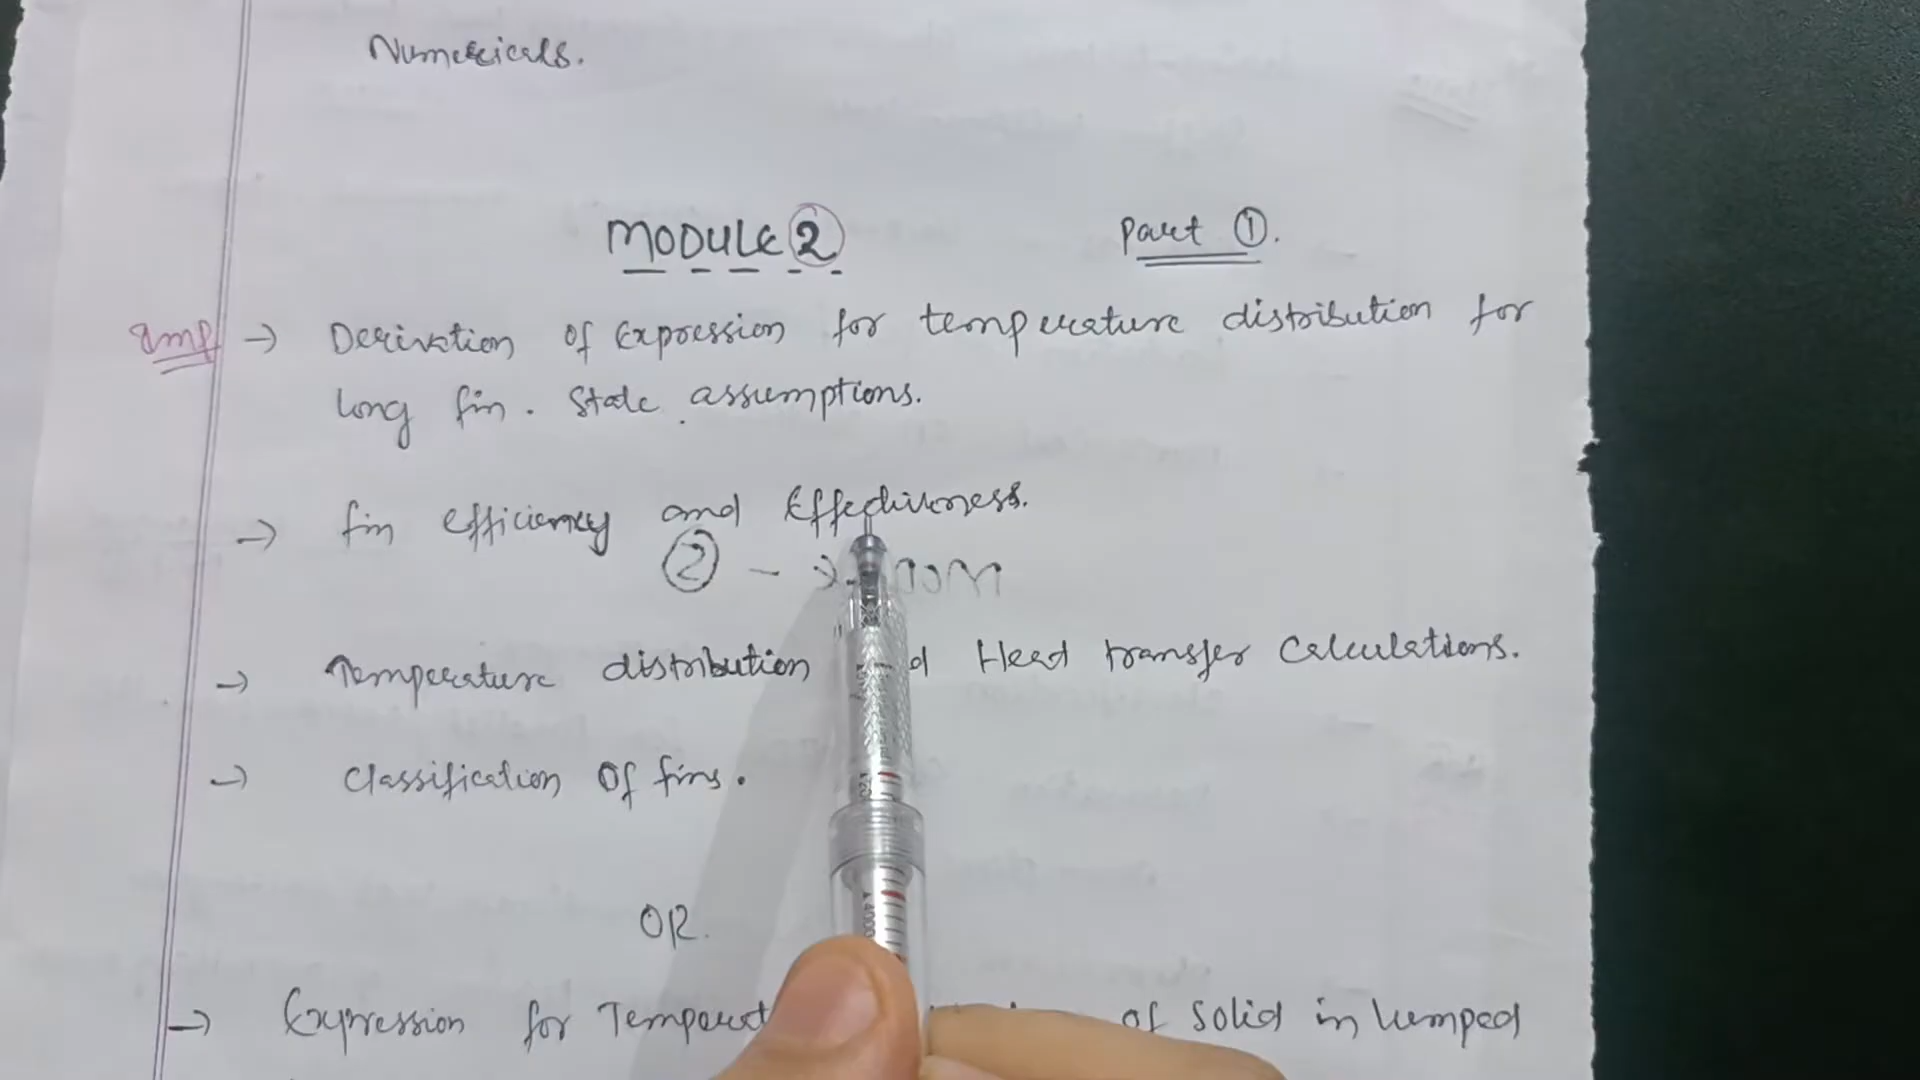 Numericals.
MODULE 2 Part 1.
Imp → Derivation of Expression for temperature distribution for
long fin. State assumptions.
→ fin efficiency and Effectiveness.
2 -
→ Temperature distribution Heat transfer Calculations.
→ Classification Of fins.
OR.
→ Expression for of Solid in lumped